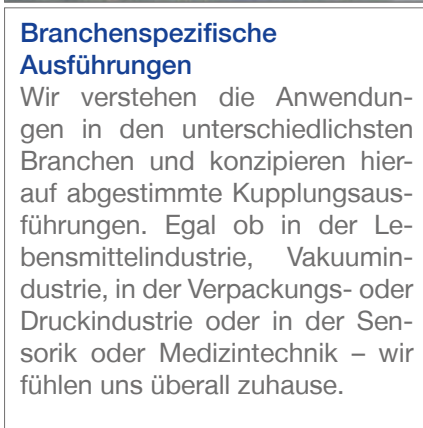 Branchenspezifische
Ausführungen
Wir verstehen die Anwendun-
gen in den unterschiedlichsten
Branchen und konzipieren hier-
auf abgestimmte Kupplungsaus-
führungen. Egal ob in der Le-
bensmittelindustrie, Vakuumin-
dustrie, in der Verpackungs- oder
Druckindustrie oder in der Sen-
sorik oder Medizintechnik – wir
fühlen uns überall zuhause.